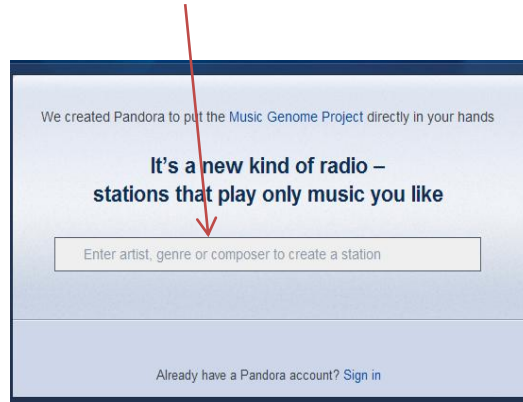 We created Pandora to put the Music Genome Project directly in your hands
It's a new kind of radio –
stations that play only music you like
Enter artist, genre or composer to create a station
Already have a Pandora account? Sign in